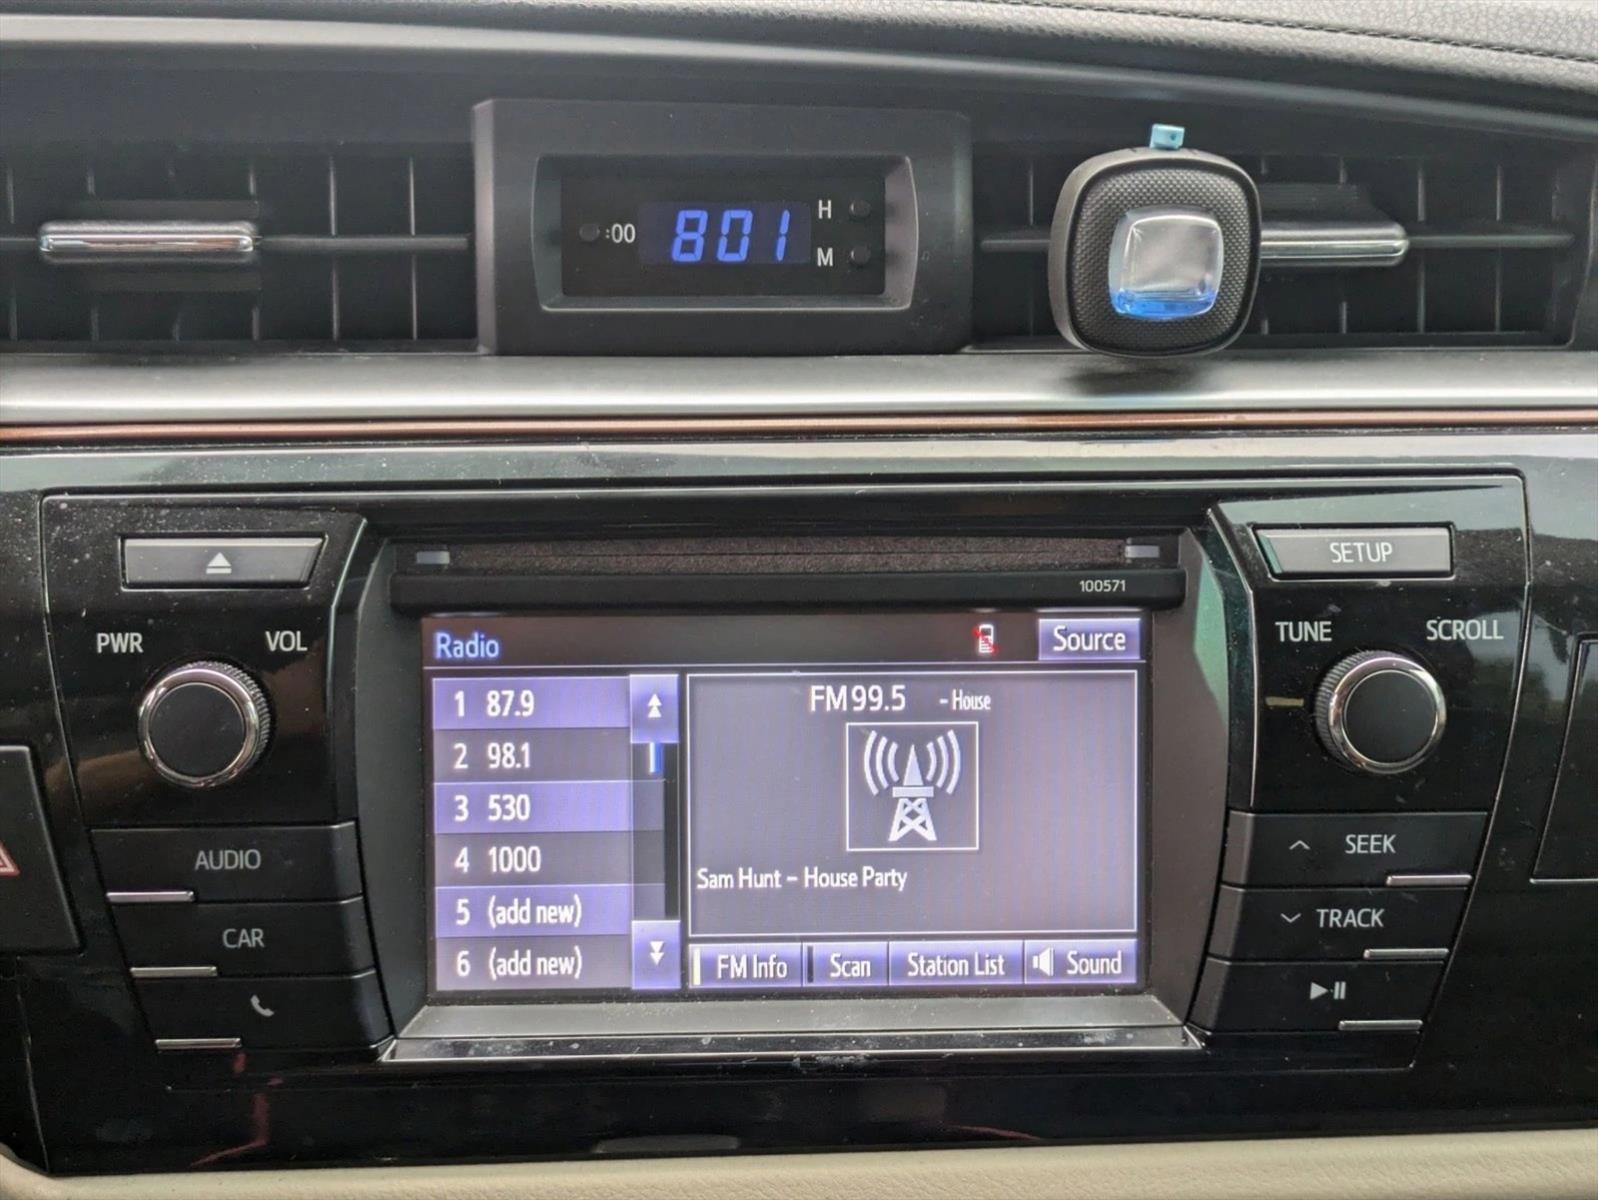 :00 801 H
M
SETUP
100571
PWR VOL
TUNE SCROLL
Radio Source
1 87.9
2 98.1
3 530
4 1000
5 (add new)
6 (add new)
FM 99.5 - House
Sam Hunt - House Party
FM Info Scan Station List Sound
AUDIO
CAR
SEEK
TRACK